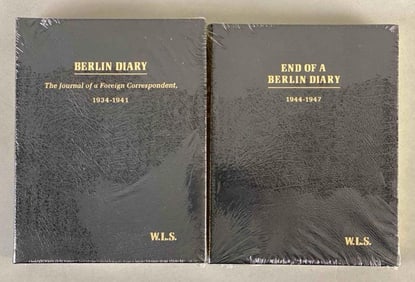 BERLIN DIARY
The Journal of a Foreign Correspondent,
1934-1941
W.L.S.
END OF A
BERLIN DIARY
1944-1947
W.L.S.